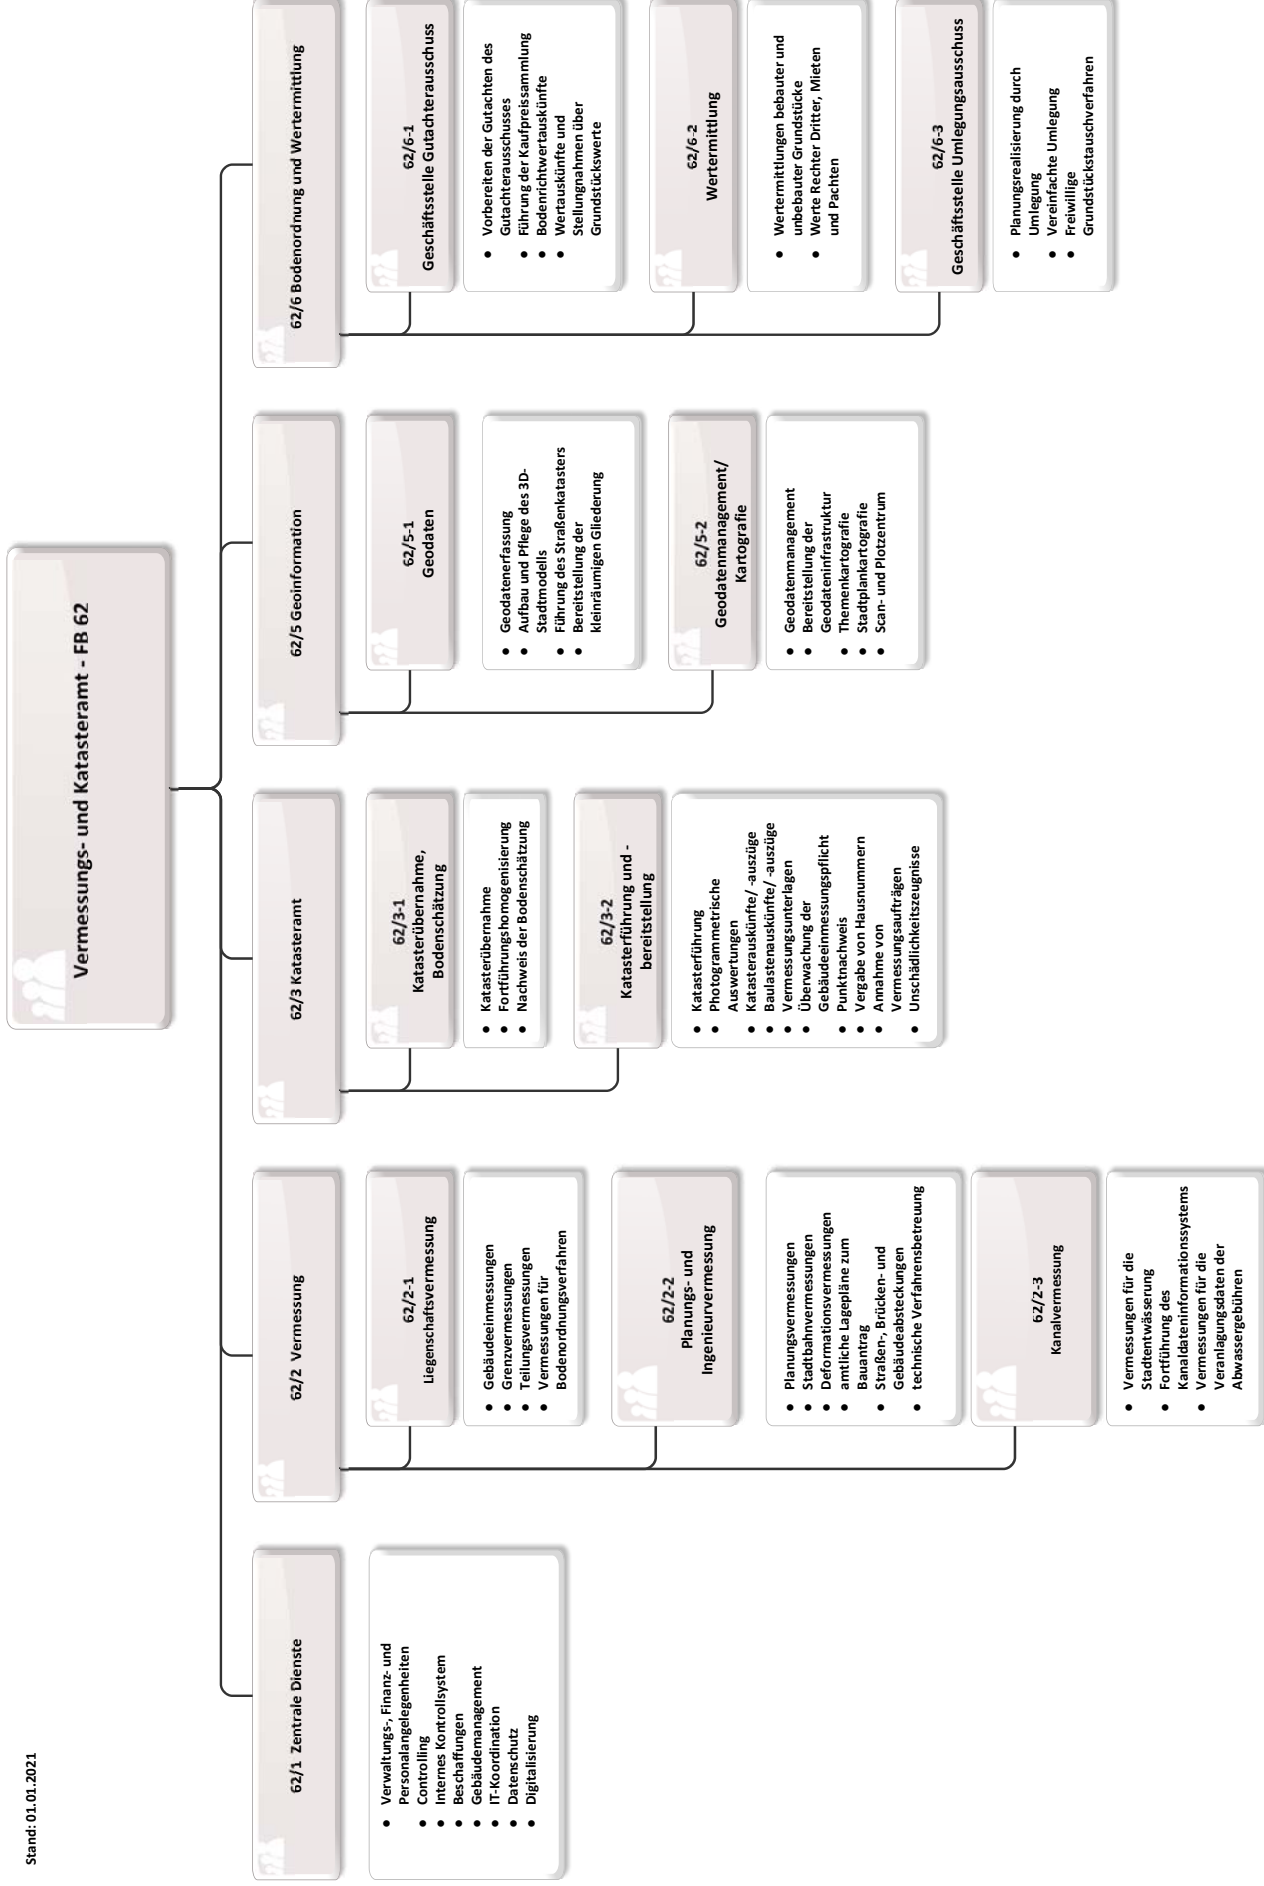 Stand: 01.01.2021
Vermessungs- und Katasteramt - FB 62
62/1 Zentrale Dienste
• Verwaltungs-, Finanz- und
Personalangelegenheiten
• Controlling
• Internes Kontrollsystem
• Beschaffungen
• Gebäudemanagement
• IT-Koordination
• Datenschutz
• Digitalisierung
62/2 Vermessung
62/2-1
Liegenschaftsvermessung
• Gebäudeeinmessungen
• Grenzvermessungen
• Teilungsvermessungen
• Vermessungen für
Bodenordnungsverfahren
62/2-2
Planungs- und
Ingenieurvermessung
• Planungsvermessungen
• Stadtbahnvermessungen
• Deformationsvermessungen
• amtliche Lagepläne zum
Bauantrag
• Straßen-, Brücken- und
Gebäudeabsteckungen
• technische Verfahrensbetreuung
62/2-3
Kanalvermessung
• Vermessungen für die
Stadtentwässerung
• Fortführung des
Kanaldateninformationssystems
• Vermessungen für die
Veranlagungsdaten der
Abwassergebühren
62/3 Katasteramt
62/3-1
Katasterübernahme,
Bodenschätzung
• Katasterübernahme
• Fortführungshomogenisierung
• Nachweis der Bodenschätzung
62/3-2
Katasterführung und -
bereitstellung
• Katasterführung
• Photogrammetrische
Auswertungen
• Katasterauskünfte/ -auszüge
• Baulastenauskünfte/ -auszüge
• Vermessungsunterlagen
• Überwachung der
Gebäudeeinmessungspflicht
• Punktnachweis
• Vergabe von Hausnummern
• Annahme von
Vermessungsaufträgen
• Unschädlichkeitszeugnisse
62/5 Geoinformation
62/5-1
Geodaten
• Geodatenerfassung
• Aufbau und Pflege des 3D-
Stadtmodells
• Führung des Straßenkatasters
• Bereitstellung der
kleinräumigen Gliederung
62/5-2
Geodatenmanagement/
Kartografie
• Geodatenmanagement
• Bereitstellung der
Geodateninfrastruktur
• Themenkartografie
• Stadtplankartografie
• Scan- und Plotzentrum
62/6 Bodenordnung und Wertermittlung
62/6-1
Geschäftsstelle Gutachterausschuss
• Vorbereiten der Gutachten des
Gutachterausschusses
• Führung der Kaufpreissammlung
• Bodenrichtwertauskünfte
• Wertauskünfte und
Stellungnahmen über
Grundstückswerte
62/6-2
Wertermittlung
• Wertermittlungen bebauter und
unbebauter Grundstücke
• Werte Rechter Dritter, Mieten
und Pachten
62/6-3
Geschäftsstelle Umlegungsausschuss
• Planungsrealisierung durch
Umlegung
• Vereinfachte Umlegung
• Freiwillige
Grundstückstauschverfahren